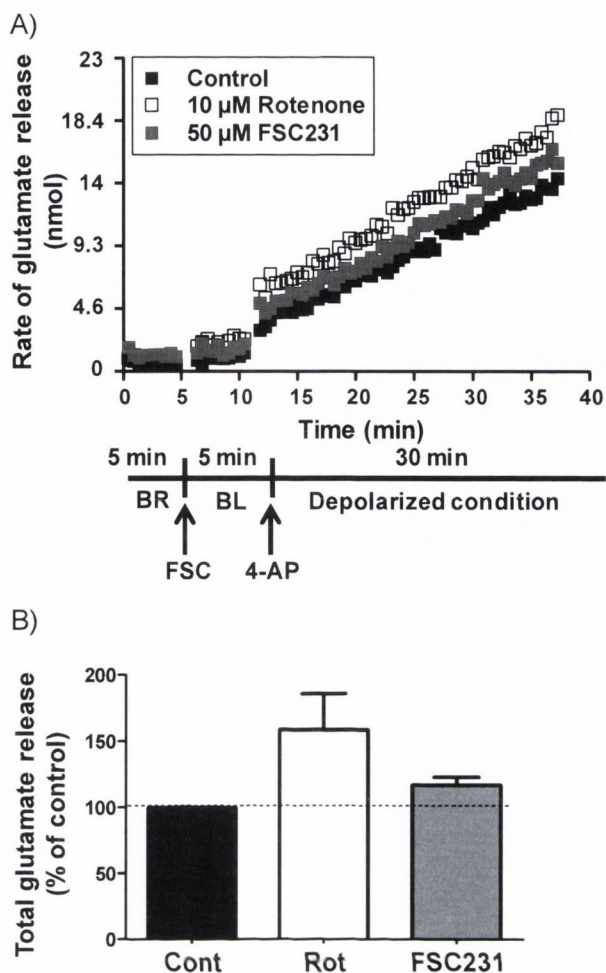 A)
Rate of glutamate release
(nmol)
23
18.4
14
9.3
4.6
0
Control
10 µM Rotenone
50 µM FSC231
0 5 10 15 20 25 30 35 40
Time (min)
5 min 5 min 30 min
BR BL Depolarized condition
FSC 4-AP
B)
Total glutamate release
(% of control)
200
150
100
50
0
Cont Rot FSC231